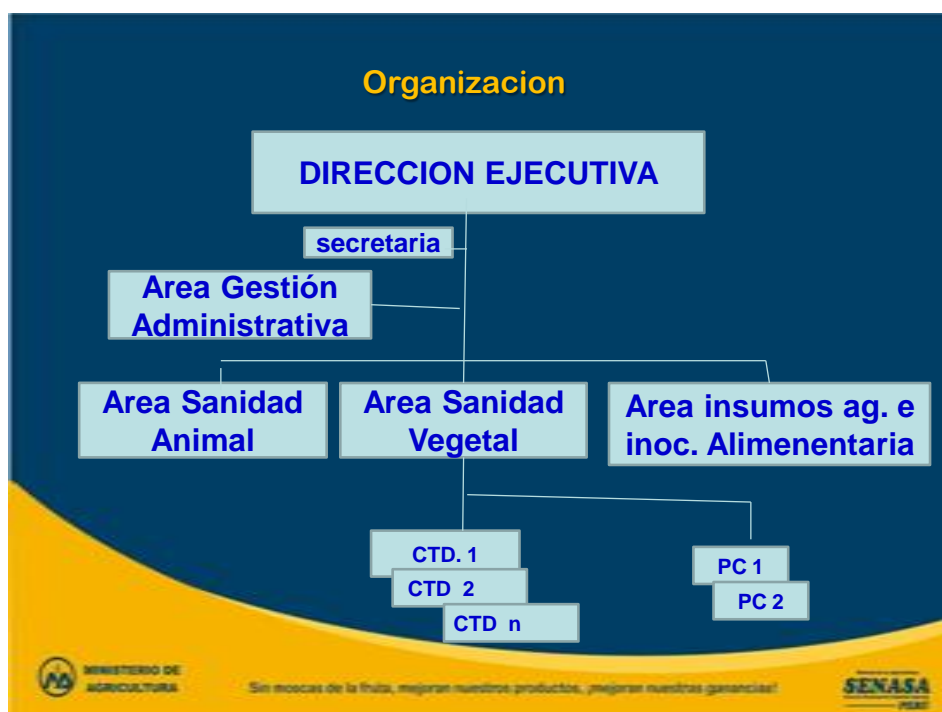 Organizacion
DIRECCION EJECUTIVA
secretaria
Area Gestión
Administrativa
Area Sanidad
Animal
Area Sanidad
Vegetal
Area insumos ag. e
inoc. Alimenentaria
CTD. 1
CTD 2
CTD n
PC 1
PC 2
MINISTERIO DE
AGRICULTURA
Sin moscas de la fruta, mejoran nuestros productos, ¡mejoran nuestras ganancias!
SENASA
PERÚ